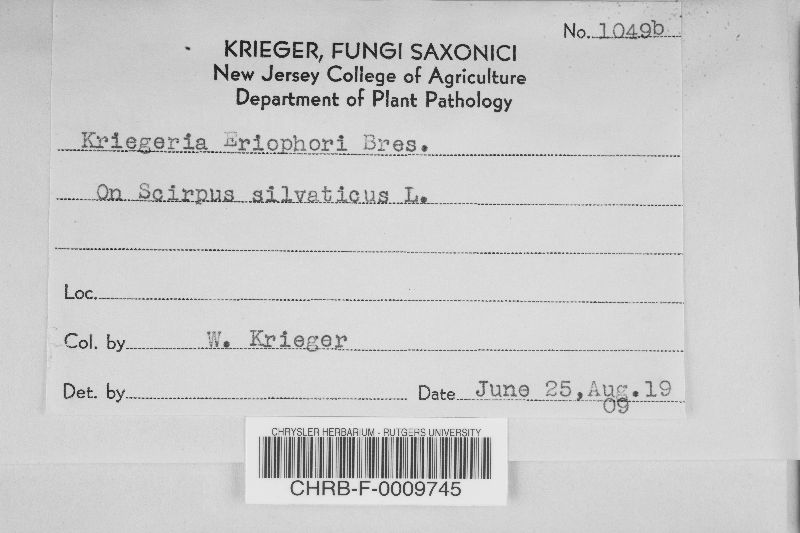 No. 1049b
KRIEGER, FUNGI SAXONICI
New Jersey College of Agriculture
Department of Plant Pathology
Kriegeria Eriophori Bres.
On Scirpus silvaticus L.
Loc.
Col. by W. Krieger
Det. by Date June 25, Aug. 19
09
CHRYSLER HERBARIUM - RUTGERS UNIVERSITY
CHRB-F-0009745